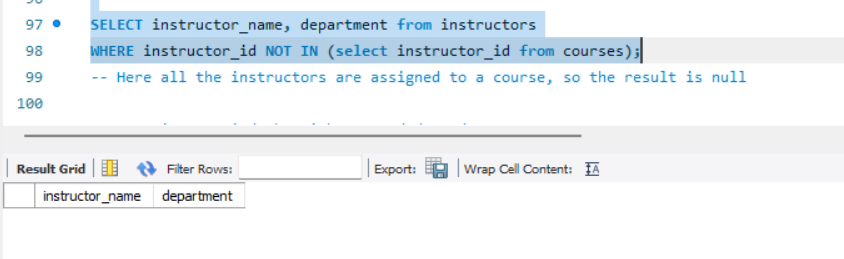 97 SELECT instructor_name, department from instructors
98 WHERE instructor_id NOT IN (select instructor_id from courses);
99 -- Here all the instructors are assigned to a course, so the result is null
100
Result Grid Filter Rows: Export: Wrap Cell Content:
instructor_name department